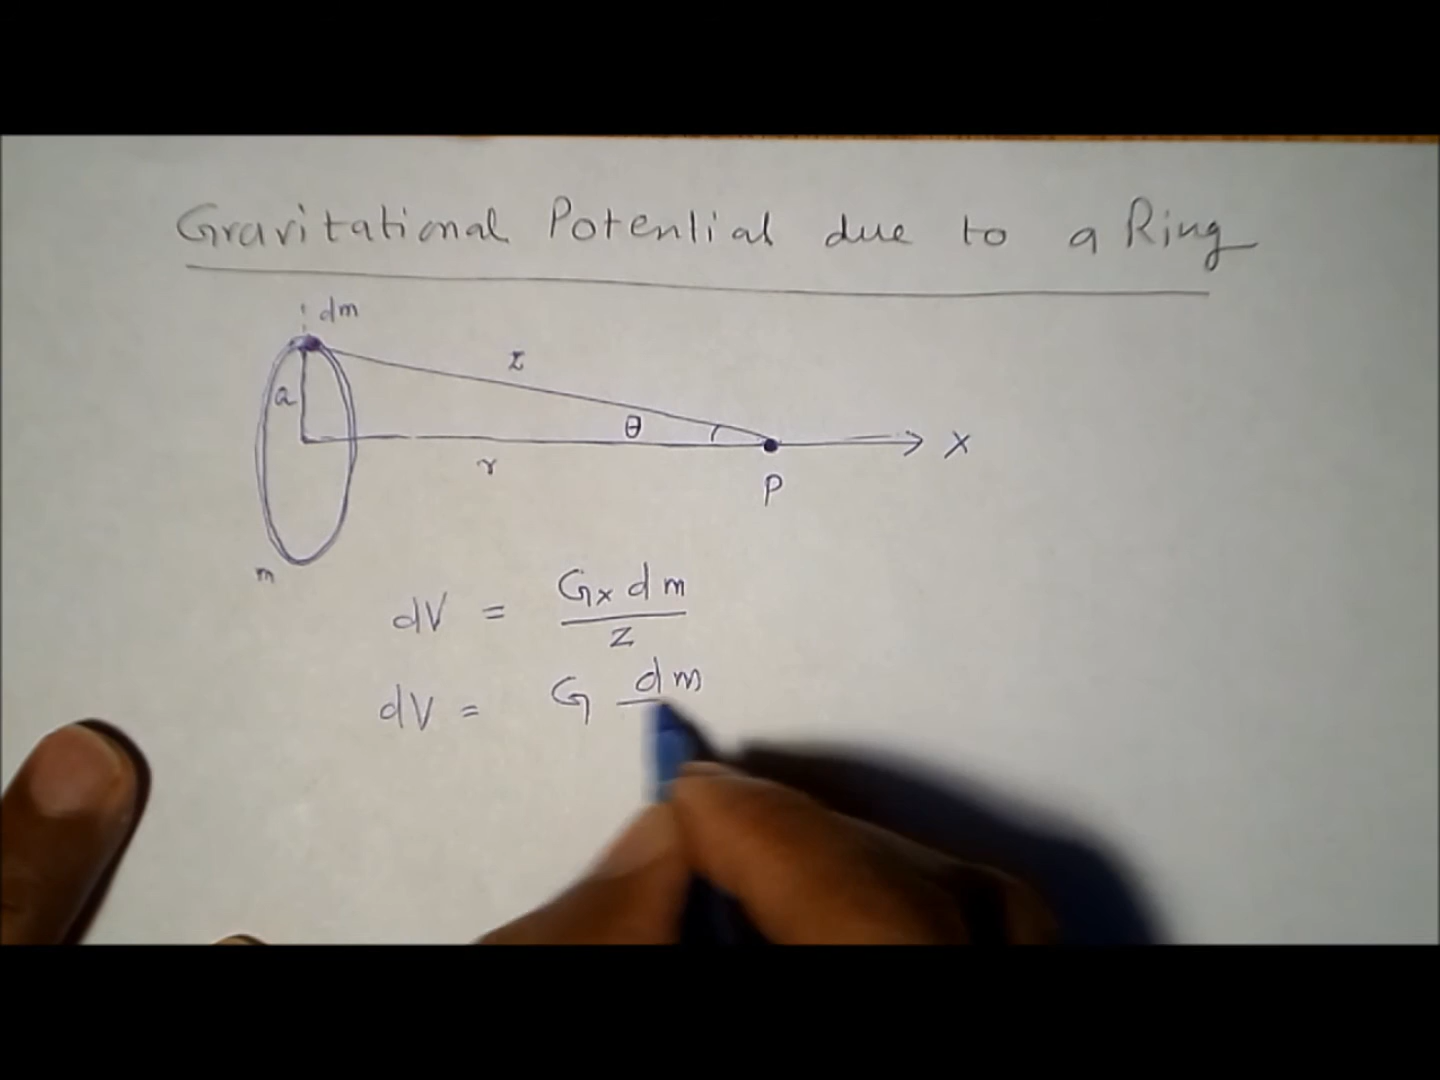 Gravitational Potential due to a Ring
dm
z
a
θ
r
X
P
m
dV = G x dm / z
dV = G dm